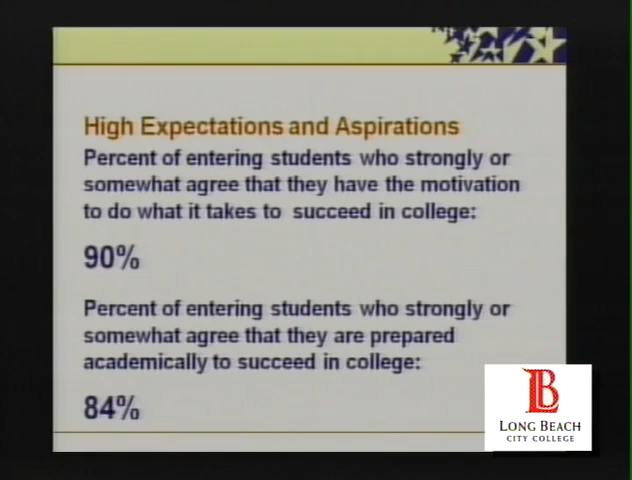 High Expectations and Aspirations
Percent of entering students who strongly or
somewhat agree that they have the motivation
to do what it takes to succeed in college:
90%
Percent of entering students who strongly or
somewhat agree that they are prepared
academically to succeed in college:
84%
LB
LONG BEACH
CITY COLLEGE